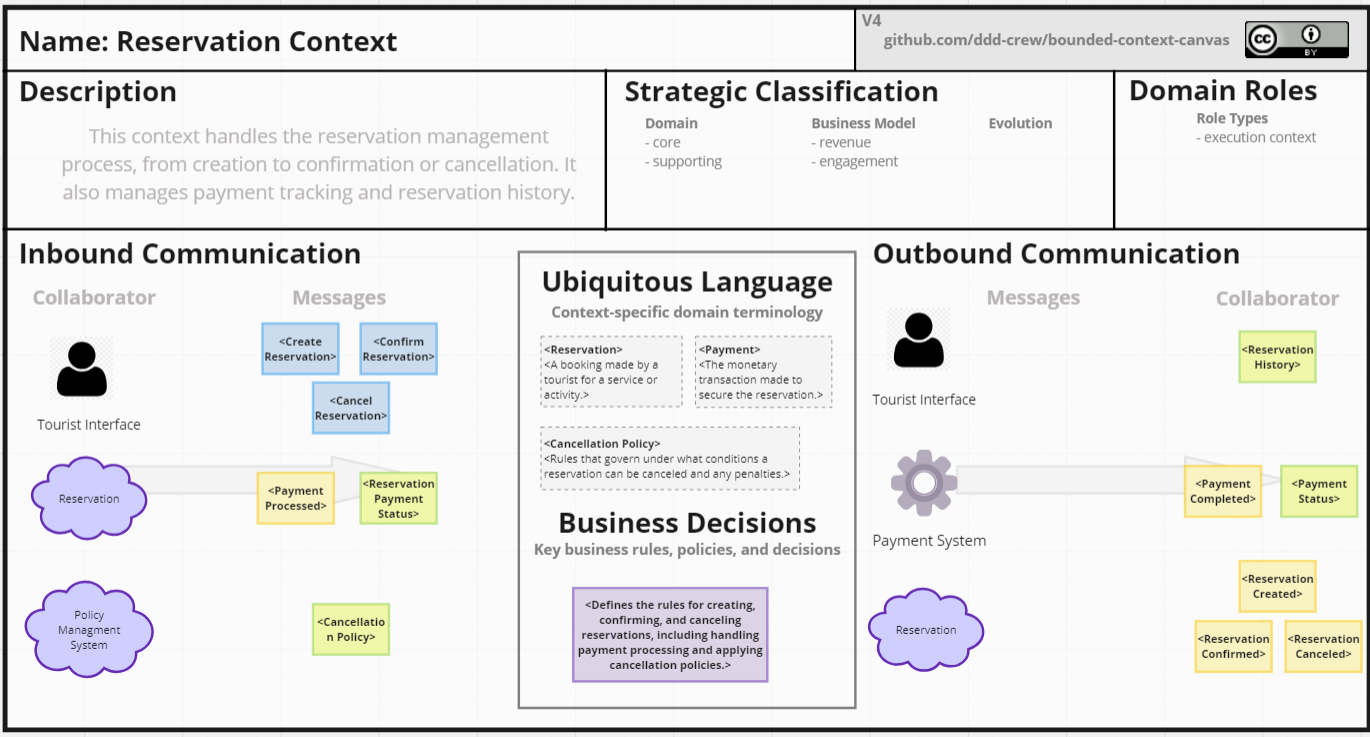 Name: Reservation Context
V4
github.com/ddd-crew/bounded-context-canvas
cc
BY
Description
This context handles the reservation management
process, from creation to confirmation or cancellation. It
also manages payment tracking and reservation history.
Strategic Classification
Domain
- core
- supporting
Business Model
- revenue
- engagement
Evolution
Domain Roles
Role Types
- execution context
Inbound Communication
Collaborator
Messages
Tourist Interface
<Create
Reservation>
<Confirm
Reservation>
<Cancel
Reservation>
Reservation
<Payment
Processed>
<Reservation
Payment
Status>
Policy
Managment
System
<Cancellatio
n Policy>
Ubiquitous Language
Context-specific domain terminology
<Reservation>
<A booking made by a
tourist for a service or
activity.>
<Payment>
<The monetary
transaction made to
secure the reservation.>
<Cancellation Policy>
<Rules that govern under what conditions a
reservation can be canceled and any penalties.>
Business Decisions
Key business rules, policies, and decisions
<Defines the rules for creating,
confirming, and canceling
reservations, including handling
payment processing and applying
cancellation policies.>
Outbound Communication
Messages
Collaborator
Tourist Interface
<Reservation
History>
Payment System
<Payment
Completed>
<Payment
Status>
Reservation
<Reservation
Created>
<Reservation
Confirmed>
<Reservation
Canceled>